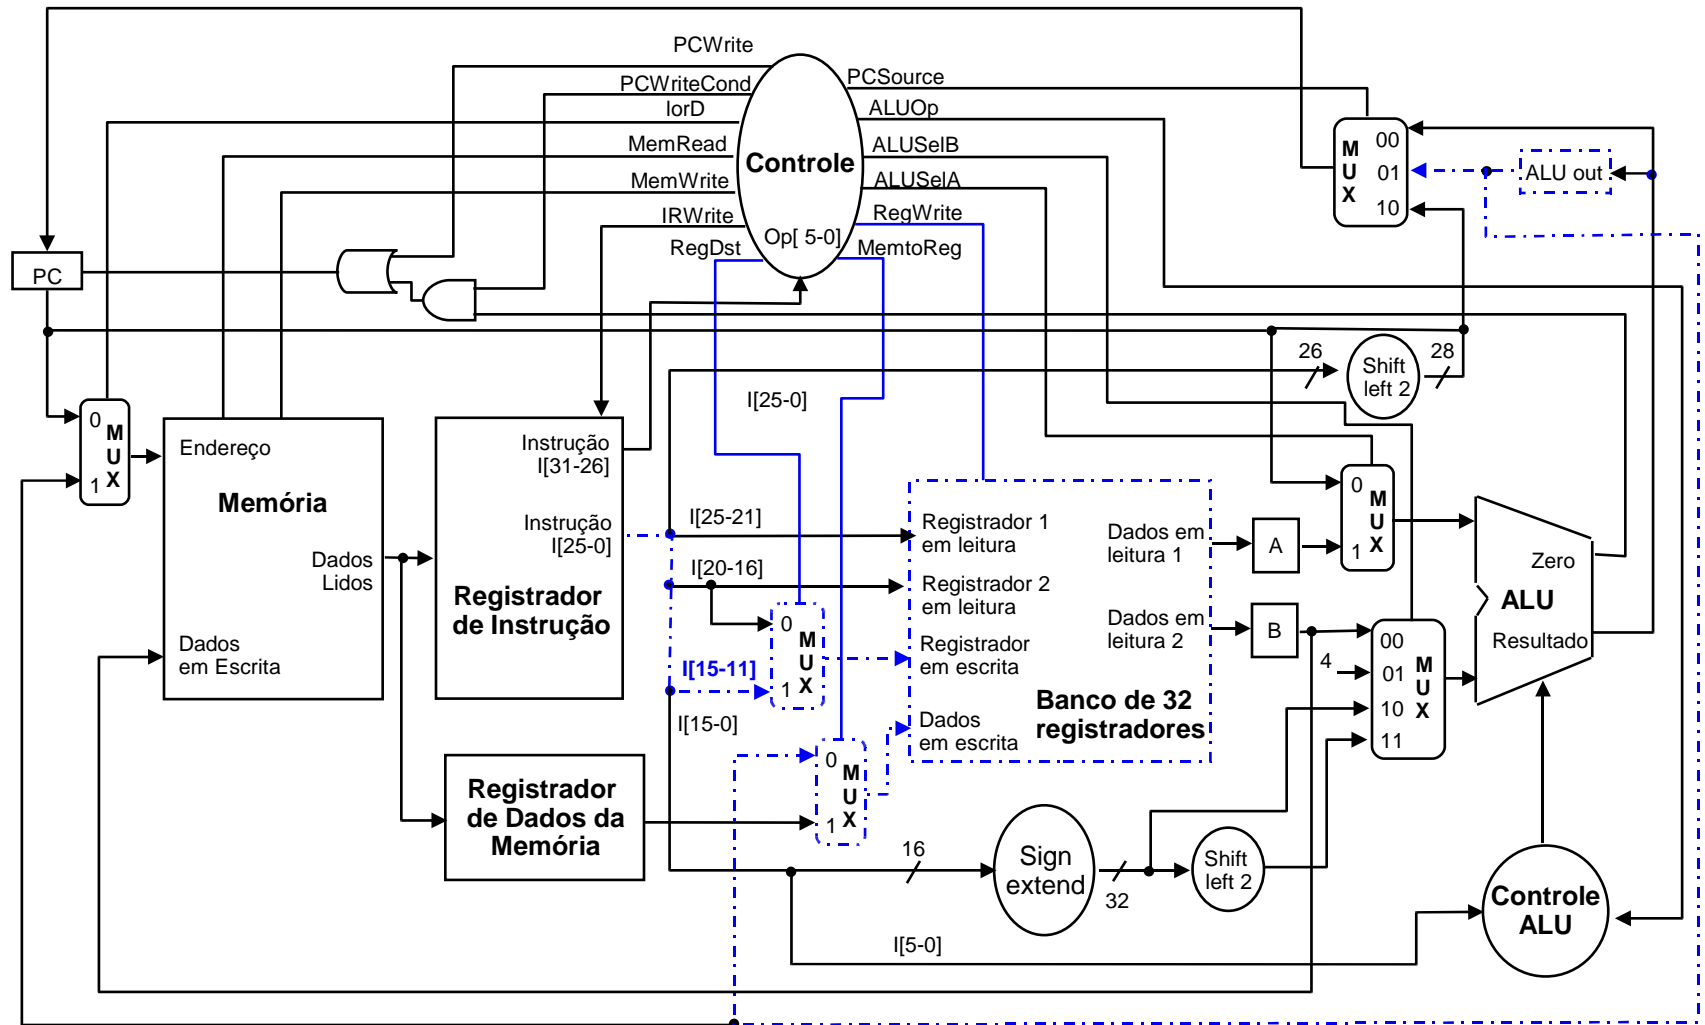 PCWrite
PCWriteCond
IorD
MemRead
MemWrite
IRWrite
RegDst
Controle
Op[ 5-0]
PCSource
ALUOp
ALUSelB
ALUSelA
RegWrite
MemtoReg
M
U
X
00
01
10
ALU out
PC
26
Shift
left 2
28
I[25-0]
0
M
U
X
1
Endereço
Memória
Dados
Lidos
Dados
em Escrita
Instrução
I[31-26]
Instrução
I[25-0]
Registrador
de Instrução
I[25-21]
I[20-16]
I[15-11]
I[15-0]
0
M
U
X
1
Registrador 1
em leitura
Registrador 2
em leitura
Registrador
em escrita
Dados
em escrita
Dados em
leitura 1
Dados em
leitura 2
Banco de 32
registradores
A
B
4
0
M
U
X
1
00
01
10
11
M
U
X
Zero
ALU
Resultado
Registrador
de Dados da
Memória
0
M
U
X
1
16
Sign
extend
32
Shift
left 2
Controle
ALU
I[5-0]